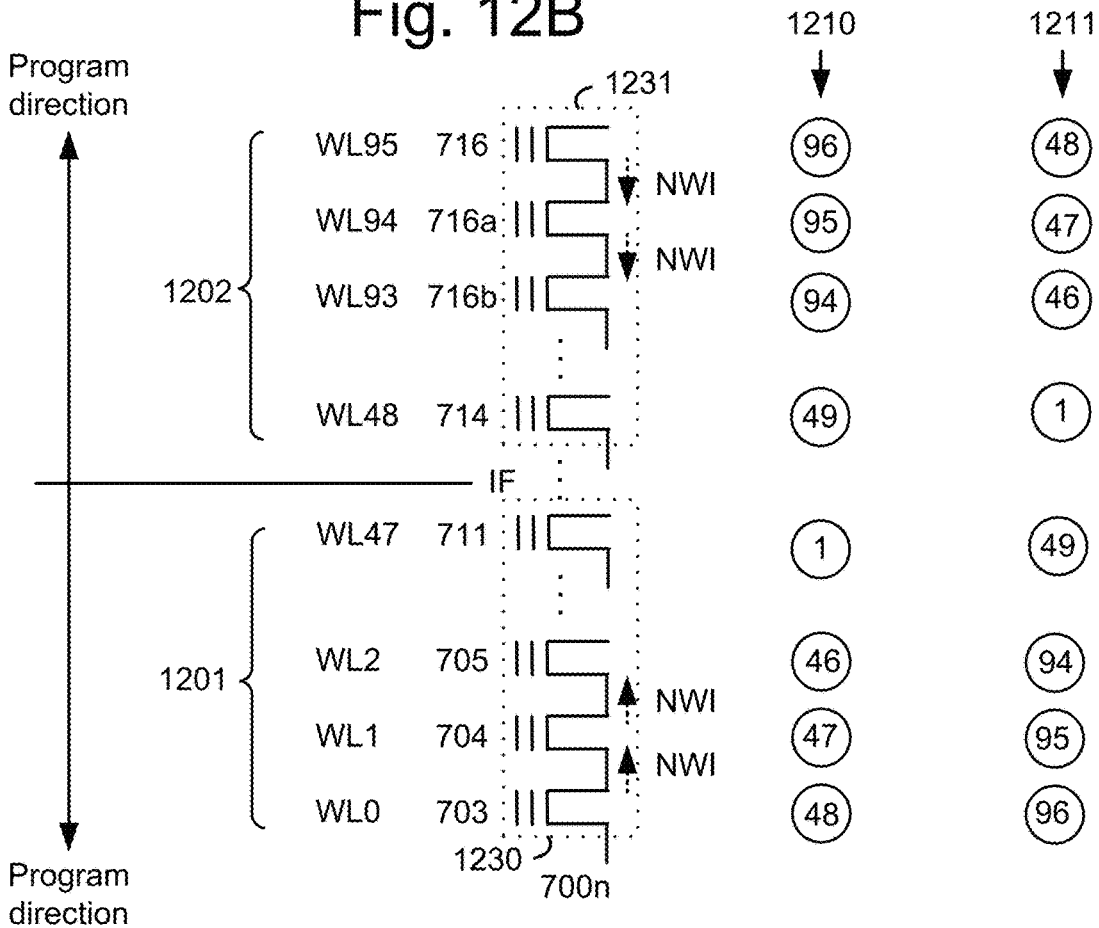 Fig. 12B
1210
1211
Program
direction
1231
WL95 716 96 48
NWI
WL94 716a 95 47
NWI
1202
WL93 716b 94 46
WL48 714 49 1
IF
WL47 711 1 49
WL2 705 46 94
1201
NWI
WL1 704 47 95
NWI
WL0 703 48 96
1230
700n
Program
direction